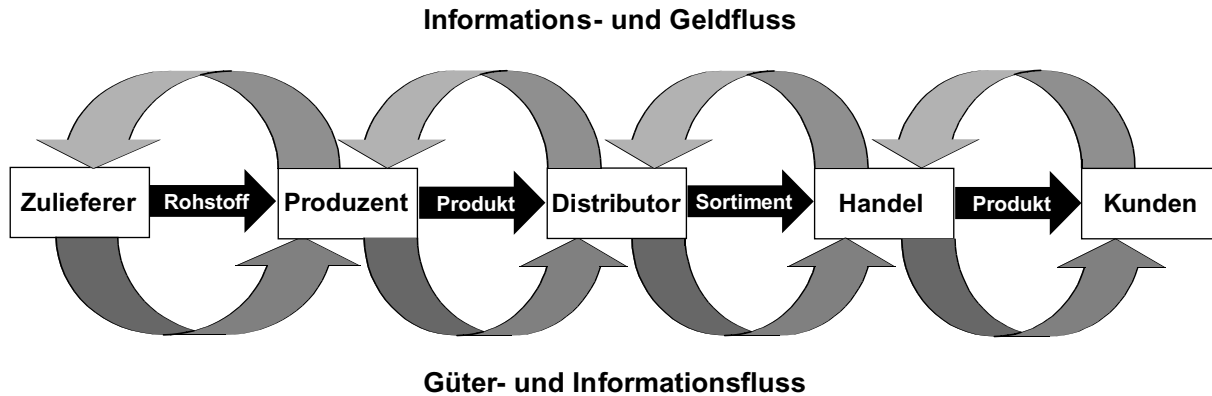 Informations- und Geldfluss
Zulieferer Rohstoff Produzent Produkt Distributor Sortiment Handel Produkt Kunden
Güter- und Informationsfluss